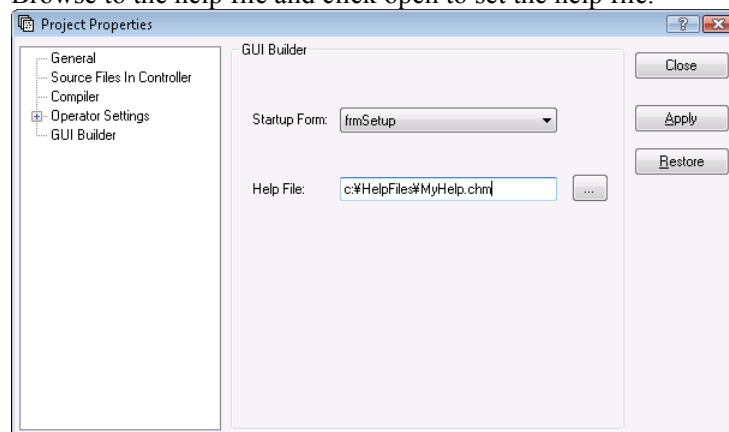 Browse to the help file and click open to set the help file.
Project Properties
General
Source Files In Controller
Compiler
Operator Settings
GUI Builder
GUI Builder
Startup Form: frmSetup
Help File: c:¥HelpFiles¥MyHelp.chm ...
Close
Apply
Restore